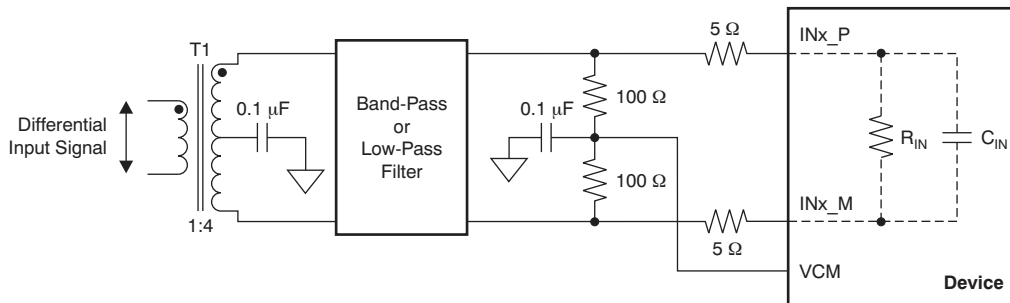 T1
Differential
Input Signal
1:4
0.1 µF
Band-Pass
or
Low-Pass
Filter
0.1 µF
100 Ω
100 Ω
5 Ω
5 Ω
INx_P
R_IN
C_IN
INx_M
VCM
Device